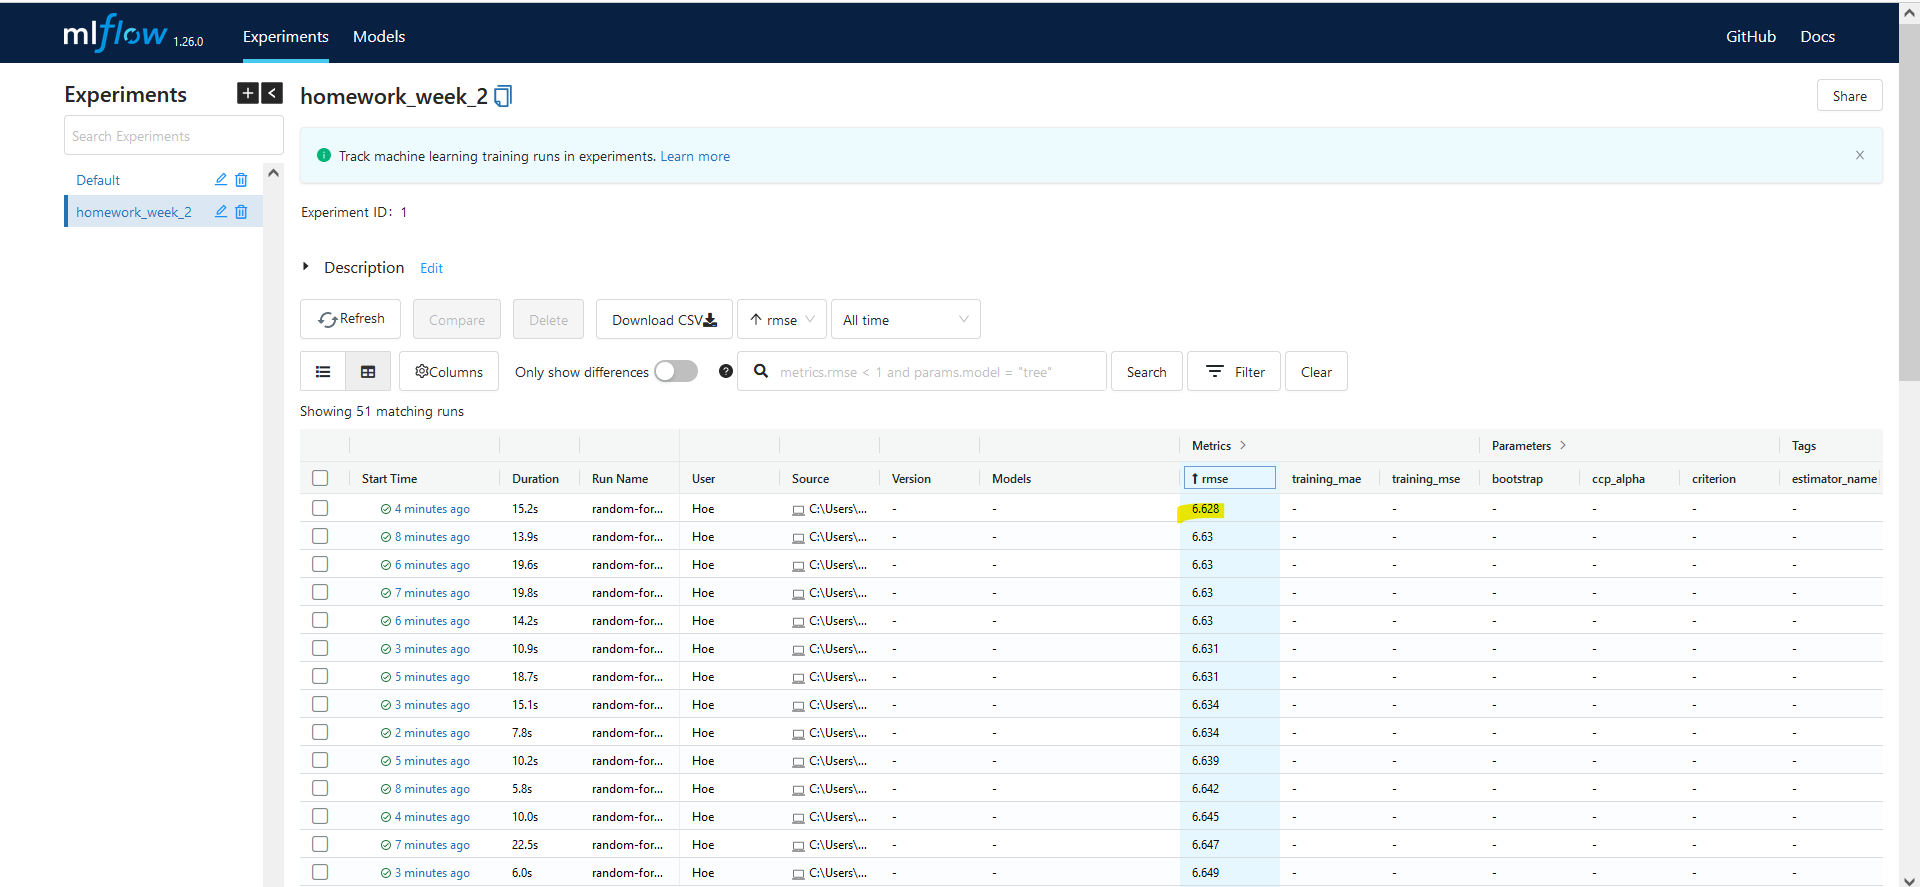 mlflow 1.26.0 Experiments Models GitHub Docs
Experiments
Search Experiments
Default
homework_week_2
homework_week_2 Share
Track machine learning training runs in experiments. Learn more
Experiment ID: 1
Description Edit
Refresh Compare Delete Download CSV rmse All time
Columns Only show differences metrics.rmse < 1 and params.model = "tree" Search Filter Clear
Showing 51 matching runs
Metrics Parameters Tags
Start Time Duration Run Name User Source Version Models ↑ rmse training_mae training_mse bootstrap ccp_alpha criterion estimator_name
4 minutes ago 15.2s random-for... Hoe C:\Users\... - - 6.628 - - - - - -
8 minutes ago 13.9s random-for... Hoe C:\Users\... - - 6.63 - - - - - -
6 minutes ago 19.6s random-for... Hoe C:\Users\... - - 6.63 - - - - - -
7 minutes ago 19.8s random-for... Hoe C:\Users\... - - 6.63 - - - - - -
6 minutes ago 14.2s random-for... Hoe C:\Users\... - - 6.63 - - - - - -
3 minutes ago 10.9s random-for... Hoe C:\Users\... - - 6.631 - - - - - -
5 minutes ago 18.7s random-for... Hoe C:\Users\... - - 6.631 - - - - - -
3 minutes ago 15.1s random-for... Hoe C:\Users\... - - 6.634 - - - - - -
2 minutes ago 7.8s random-for... Hoe C:\Users\... - - 6.634 - - - - - -
5 minutes ago 10.2s random-for... Hoe C:\Users\... - - 6.639 - - - - - -
8 minutes ago 5.8s random-for... Hoe C:\Users\... - - 6.642 - - - - - -
4 minutes ago 10.0s random-for... Hoe C:\Users\... - - 6.645 - - - - - -
7 minutes ago 22.5s random-for... Hoe C:\Users\... - - 6.647 - - - - - -
3 minutes ago 6.0s random-for... Hoe C:\Users\... - - 6.649 - - - - - -